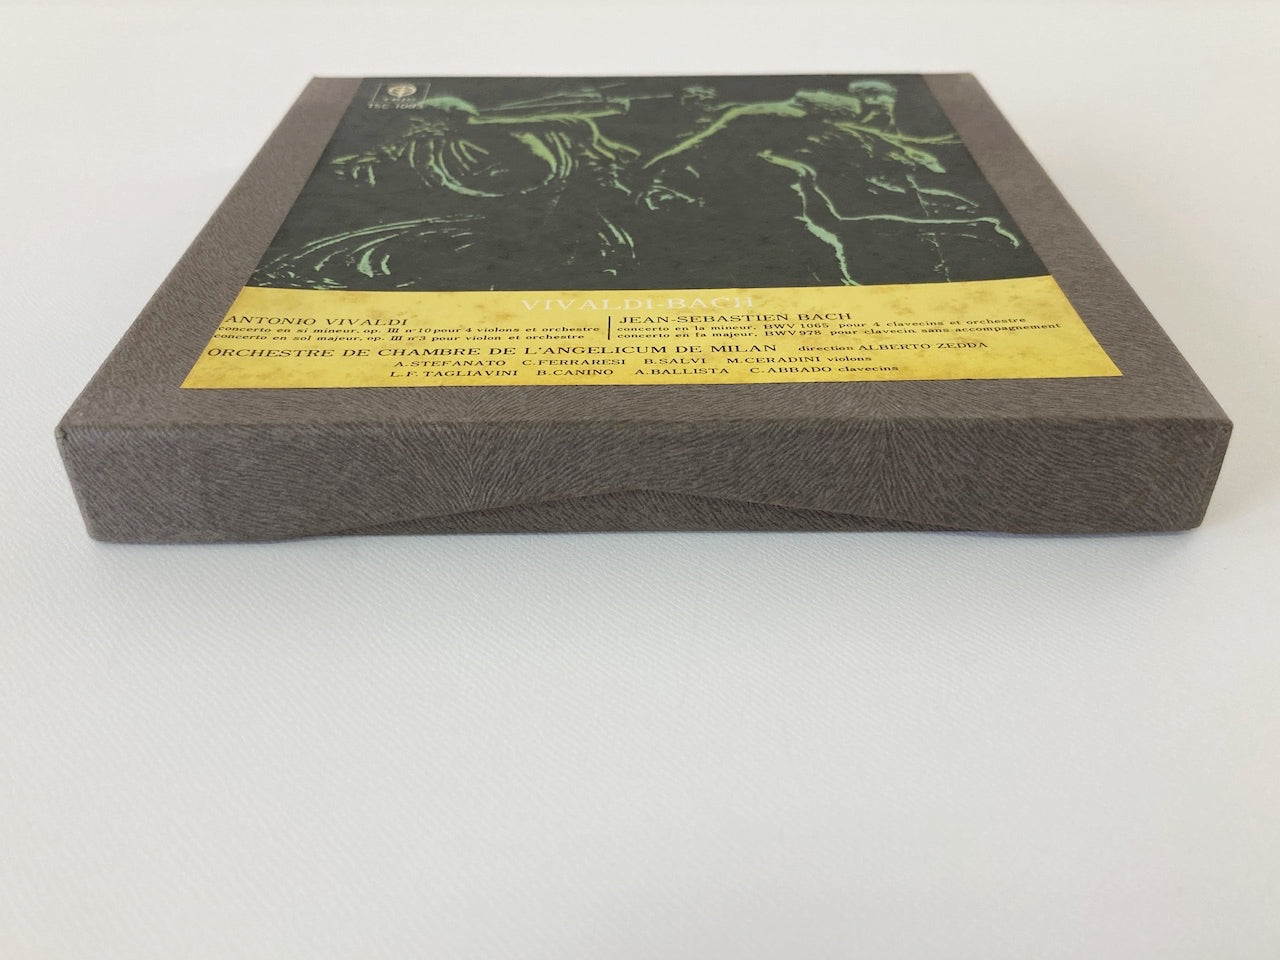 TRIO
TSC-1003
VIVALDI-BACH
ANTONIO VIVALDI
concerto en si mineur, op. III n°10 pour 4 violons et orchestre
concerto en sol majeur, op. III n°3 pour violon et orchestre
JEAN-SEBASTIEN BACH
concerto en la mineur, BWV 1065 pour 4 clavecins et orchestre
concerto en fa majeur, BWV 978 pour clavecin sans accompagnement
ORCHESTRE DE CHAMBRE DE L'ANGELICUM DE MILAN direction ALBERTO ZEDDA
A.STEFANATO C.FERRARESI B.SALVI M.CERADINI violons
L.F.TAGLIAVINI B.CANINO A.BALLISTA C.ABBADO clavecins